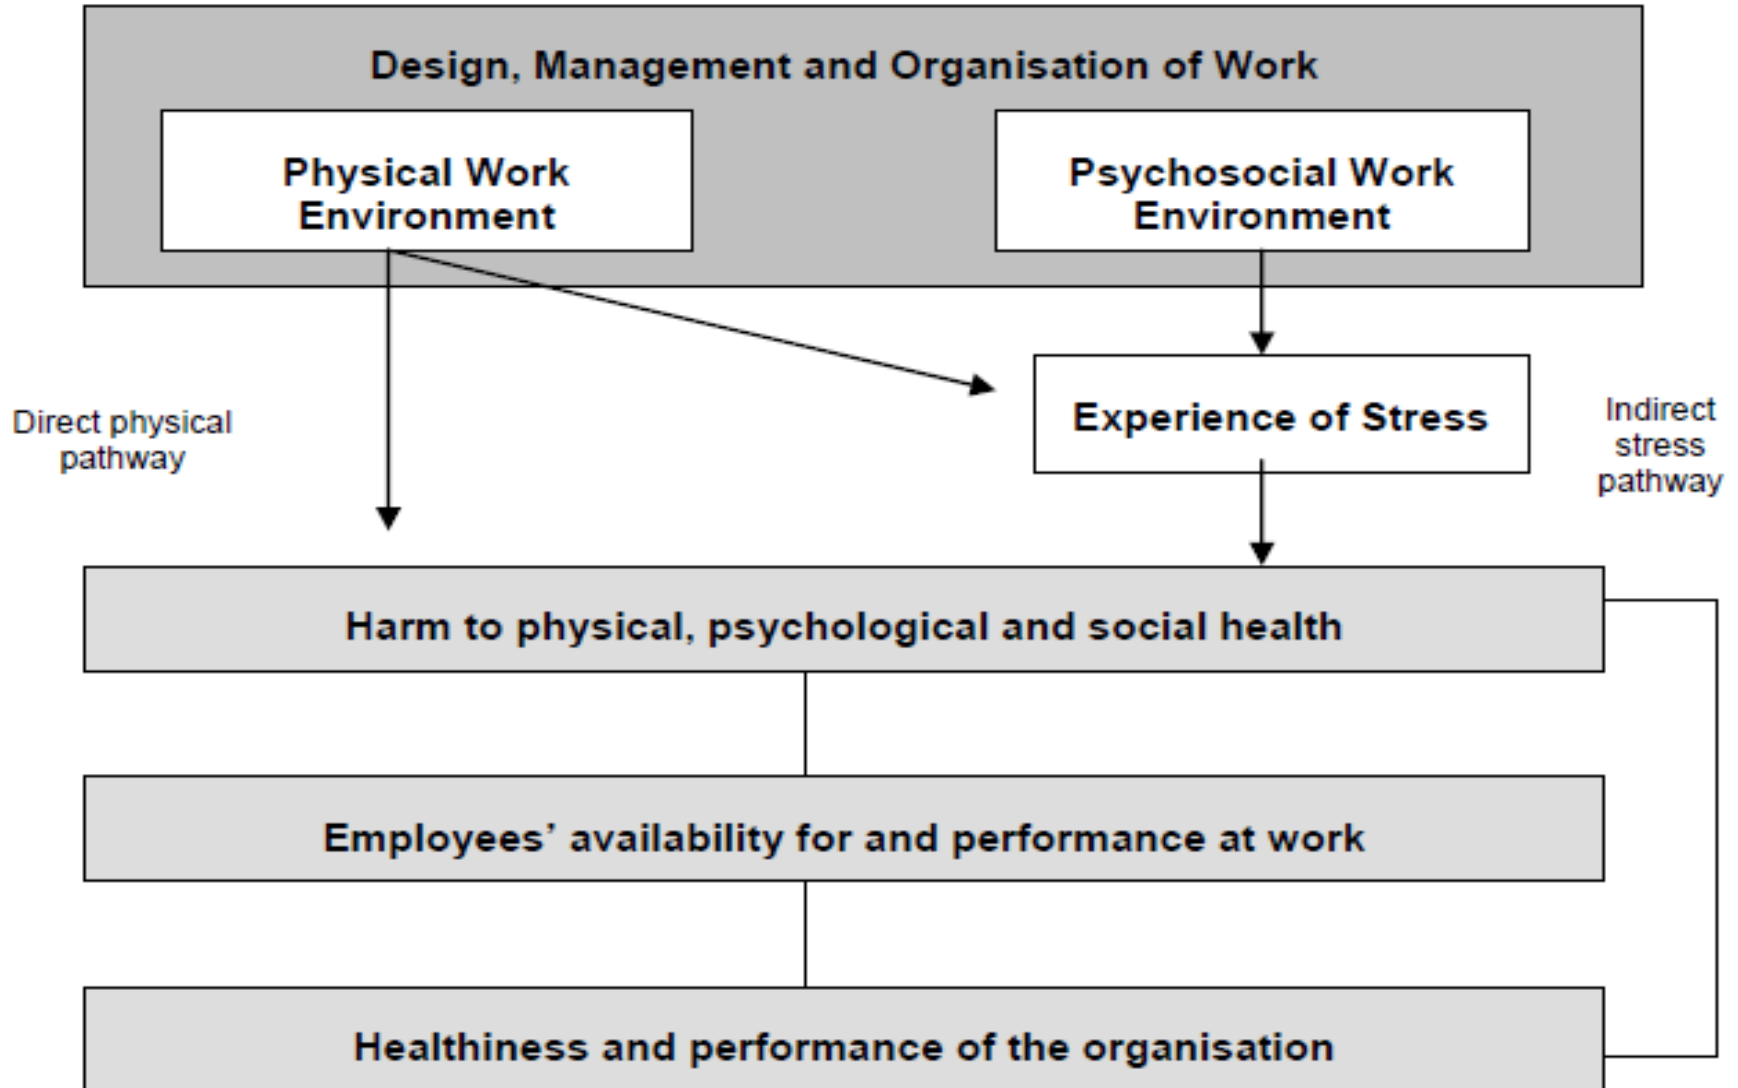 Design, Management and Organisation of Work
Physical Work
Environment
Psychosocial Work
Environment
Direct physical
pathway
Experience of Stress
Indirect
stress
pathway
Harm to physical, psychological and social health
Employees’ availability for and performance at work
Healthiness and performance of the organisation